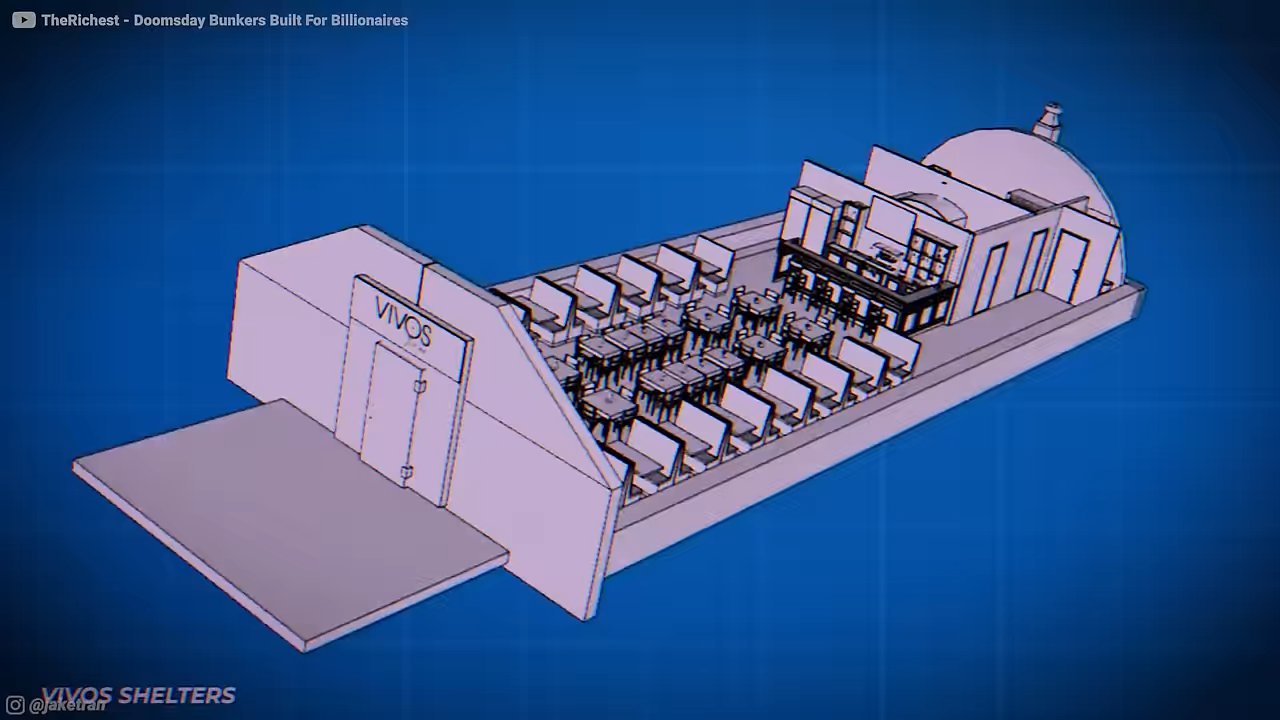 TheRichest - Doomsday Bunkers Built For Billionaires
VIVOS
VIVOS SHELTERS
@jaketran